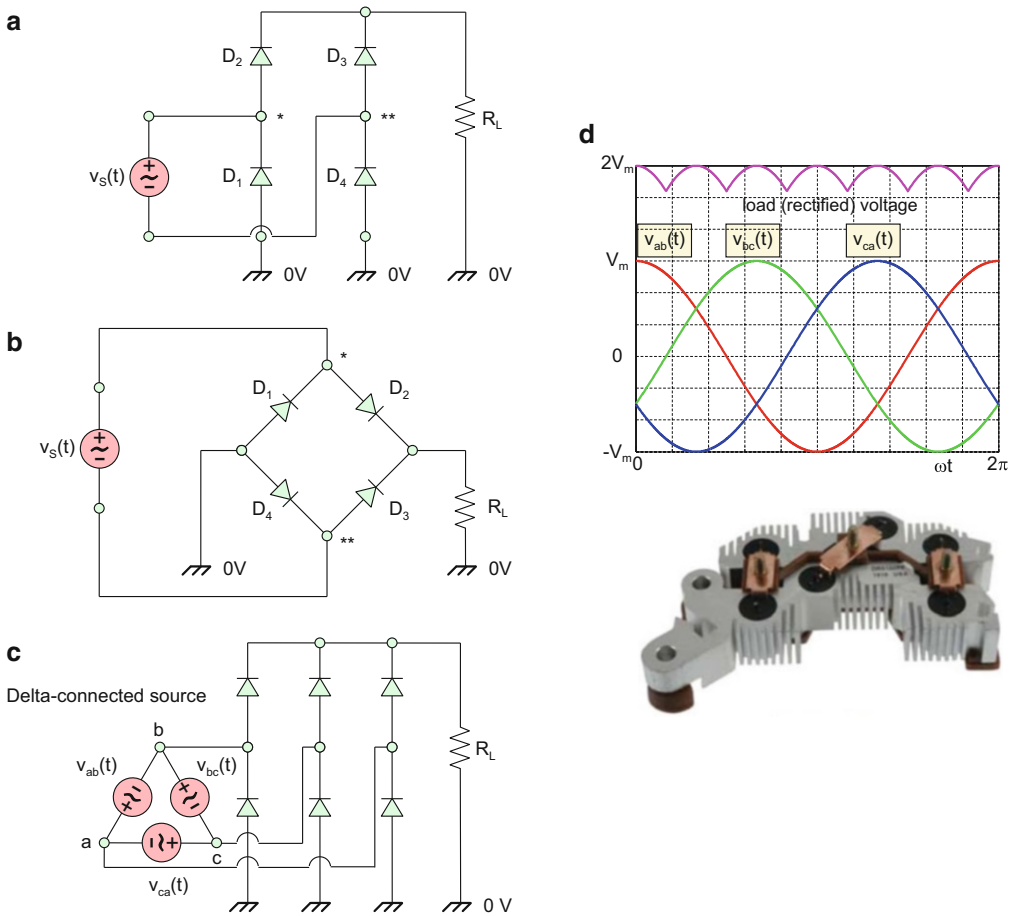 a
D2 D3
* **
RL
vS(t)
+
−
D1 D4
0V 0V 0V
b
*
D1 D2
vS(t)
+
−
D4 D3
RL
**
0V 0V
c
Delta-connected source
b
vab(t) vbc(t)
+ +
RL
a
+
c
vca(t)
0 V
d
2Vm
load (rectified) voltage
vab(t) vbc(t) vca(t)
Vm
0
-Vm
0 ωt 2π